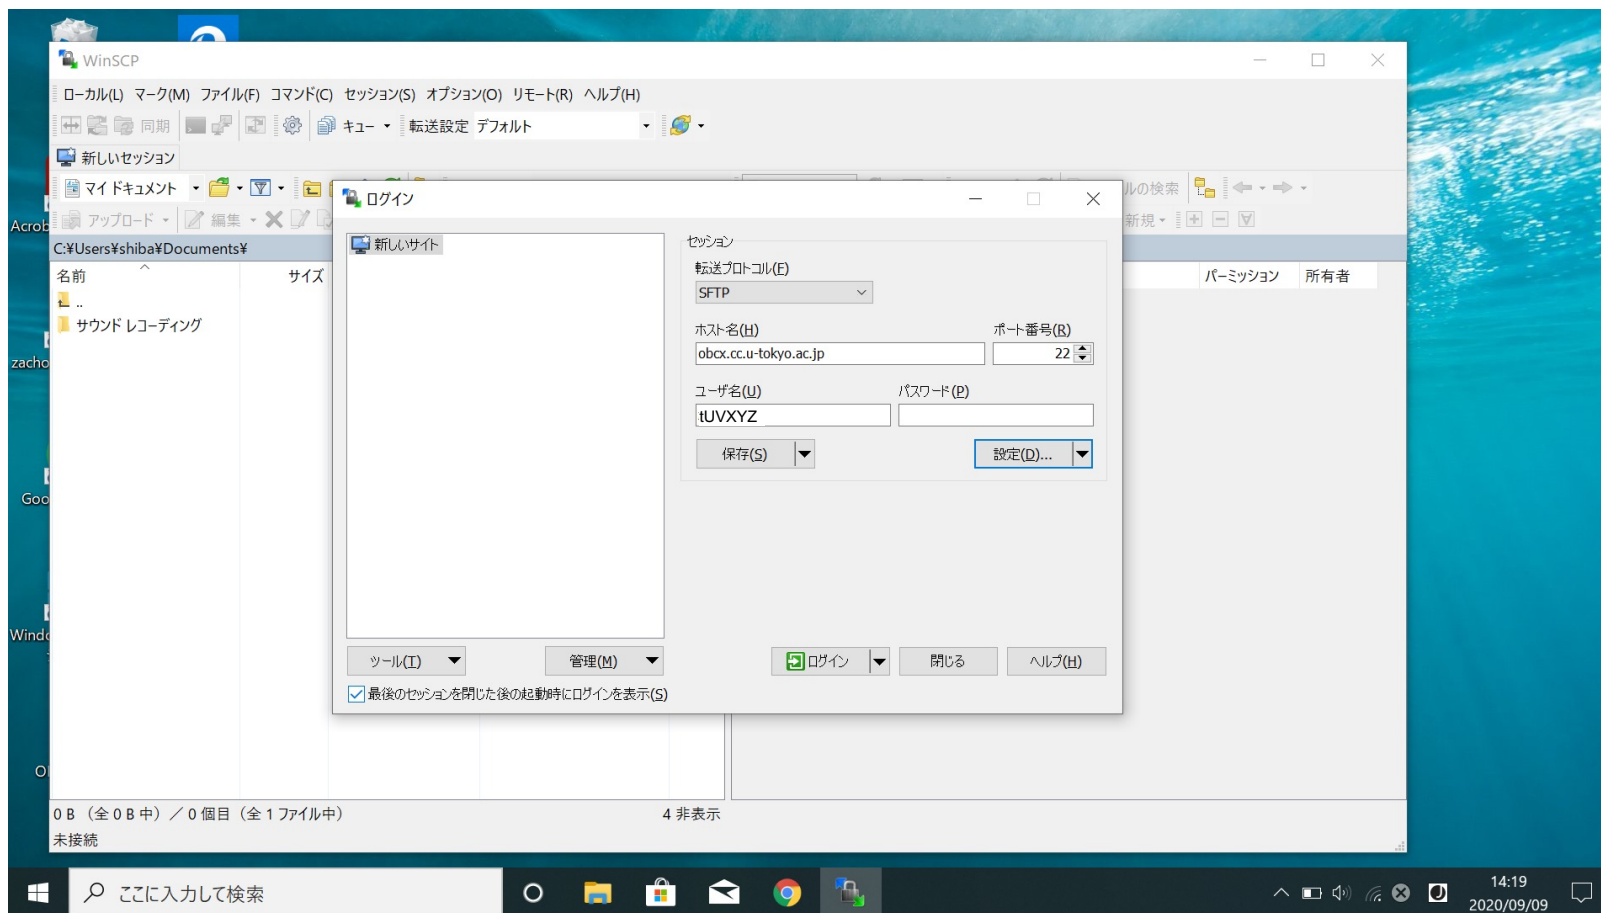 WinSCP
ローカル(L) マーク(M) ファイル(F) コマンド(C) セッション(S) オプション(O) リモート(R) ヘルプ(H)
同期 キュー 転送設定 デフォルト
新しいセッション
マイ ドキュメント
ルの検索
アップロード 編集
新規
C:¥Users¥shiba¥Documents¥
名前 サイズ
パーミッション 所有者
..
サウンド レコーディング
ログイン
新しいサイト
セッション
転送プロトコル(F)
SFTP
ホスト名(H) ポート番号(R)
obcx.cc.u-tokyo.ac.jp 22
ユーザ名(U) パスワード(P)
tUVXYZ
保存(S) 設定(D)...
ツール(T) 管理(M) ログイン 閉じる ヘルプ(H)
最後のセッションを閉じた後の起動時にログインを表示(S)
0 B （全 0 B 中）／ 0 個目（全 1 ファイル中）
4 非表示
未接続
Acrob
zacho
Goo
Windo
ここに入力して検索
14:19
2020/09/09